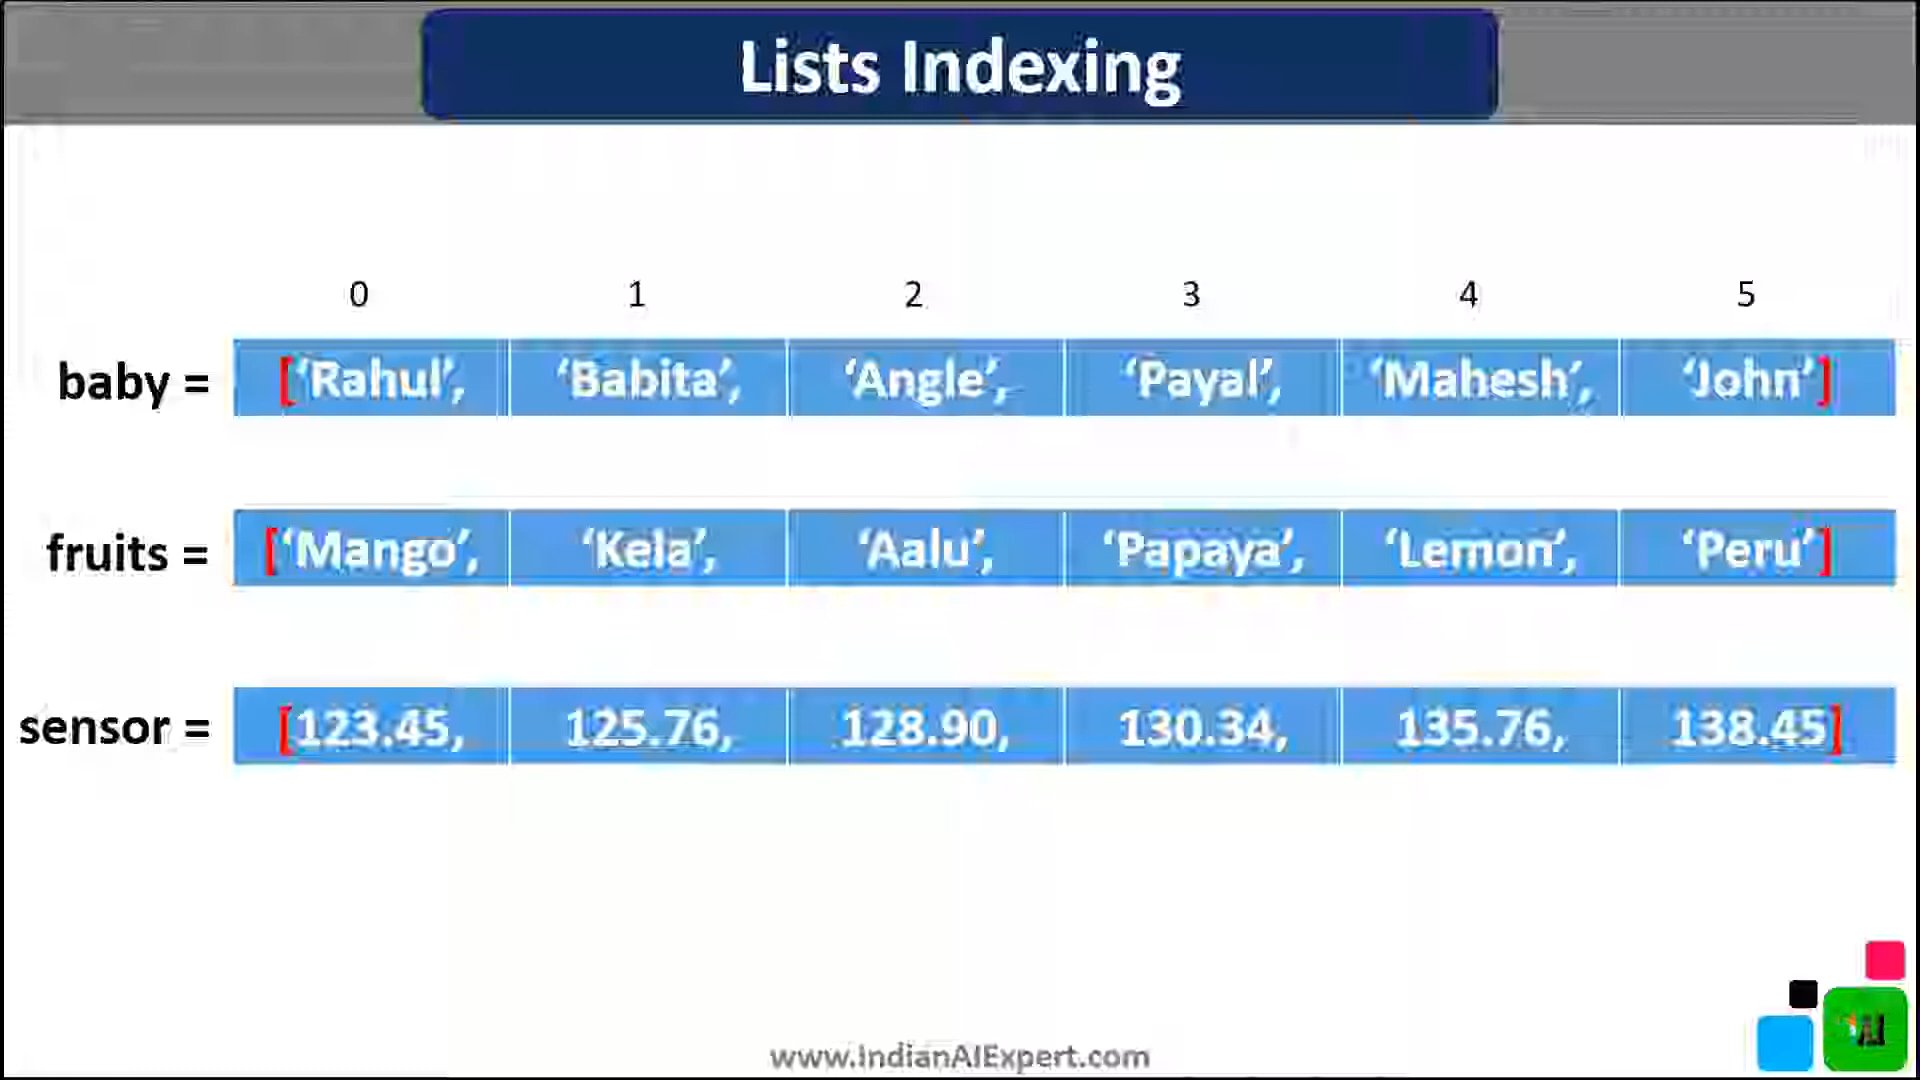 Lists Indexing
0 1 2 3 4 5
baby = [‘Rahul’, ‘Babita’, ‘Angle’, ‘Payal’, ‘Mahesh’, ‘John’]
fruits = [‘Mango’, ‘Kela’, ‘Aalu’, ‘Papaya’, ‘Lemon’, ‘Peru’]
sensor = [123.45, 125.76, 128.90, 130.34, 135.76, 138.45]
www.IndianAIExpert.com
AI